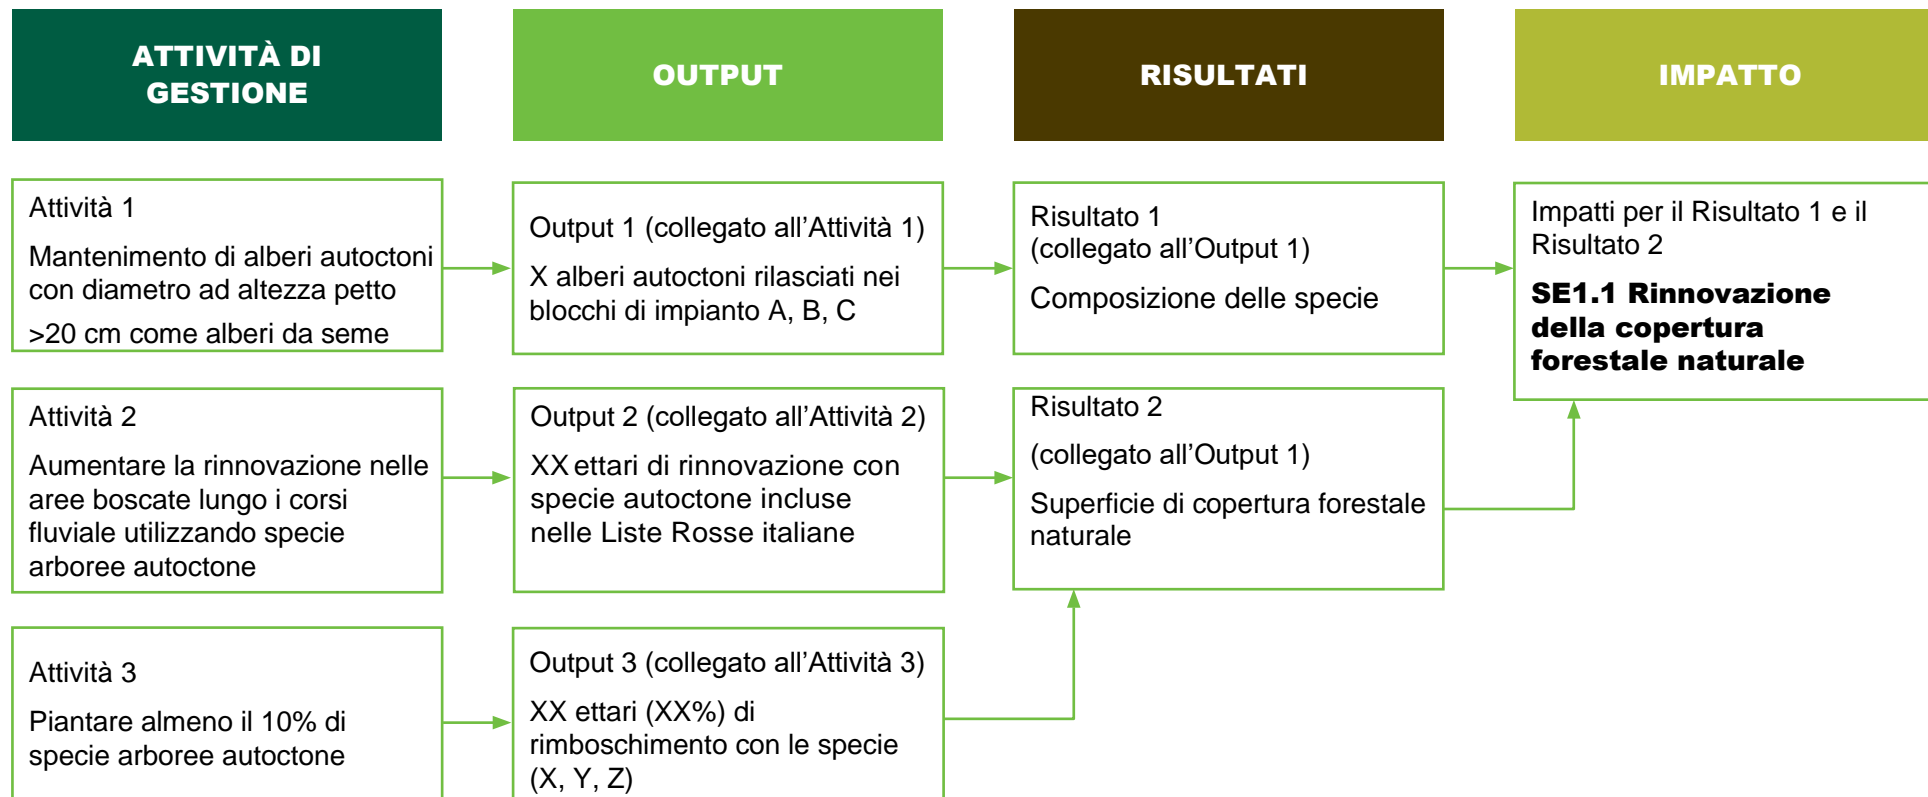 ATTIVITÀ DI
GESTIONE
OUTPUT
RISULTATI
IMPATTO
Attività 1
Mantenimento di alberi autoctoni
con diametro ad altezza petto
>20 cm come alberi da seme
Output 1 (collegato all’Attività 1)
X alberi autoctoni rilasciati nei
blocchi di impianto A, B, C
Risultato 1
(collegato all’Output 1)
Composizione delle specie
Impatti per il Risultato 1 e il
Risultato 2
SE1.1 Rinnovazione
della copertura
forestale naturale
Attività 2
Aumentare la rinnovazione nelle
aree boscate lungo i corsi
fluviale utilizzando specie
arboree autoctone
Output 2 (collegato all’Attività 2)
XX ettari di rinnovazione con
specie autoctone incluse
nelle Liste Rosse italiane
Risultato 2
(collegato all’Output 1)
Superficie di copertura forestale
naturale
Attività 3
Piantare almeno il 10% di
specie arboree autoctone
Output 3 (collegato all’Attività 3)
XX ettari (XX%) di
rimboschimento con le specie
(X, Y, Z)